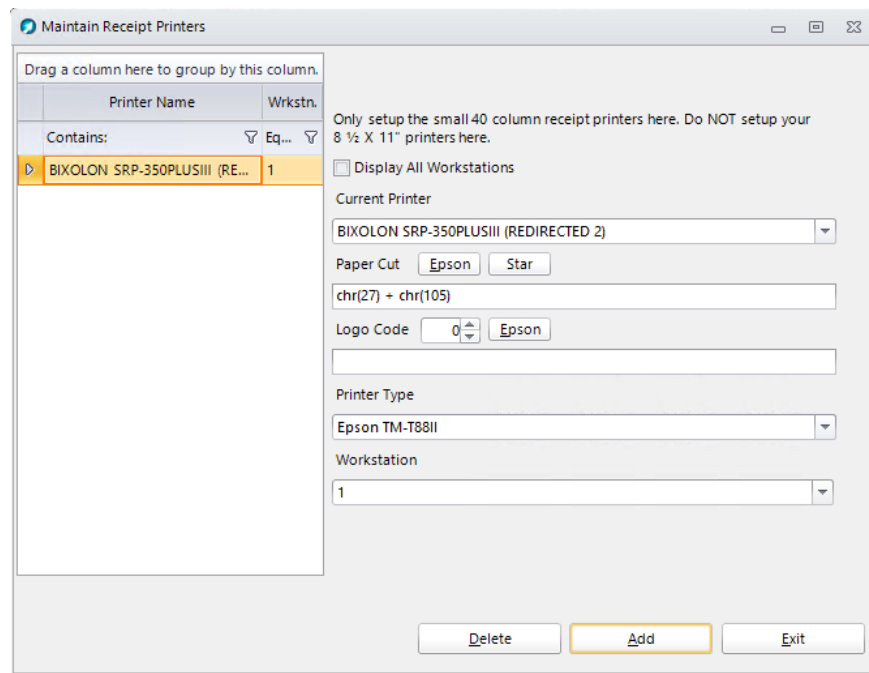 Maintain Receipt Printers
Drag a column here to group by this column.
Printer Name Wrkstn.
Contains: Eq...
BIXOLON SRP-350PLUSIII (RE... 1
Only setup the small 40 column receipt printers here. Do NOT setup your
8 ½ X 11" printers here.
Display All Workstations
Current Printer
BIXOLON SRP-350PLUSIII (REDIRECTED 2)
Paper Cut Epson Star
chr(27) + chr(105)
Logo Code 0 Epson
Printer Type
Epson TM-T88II
Workstation
1
Delete Add Exit